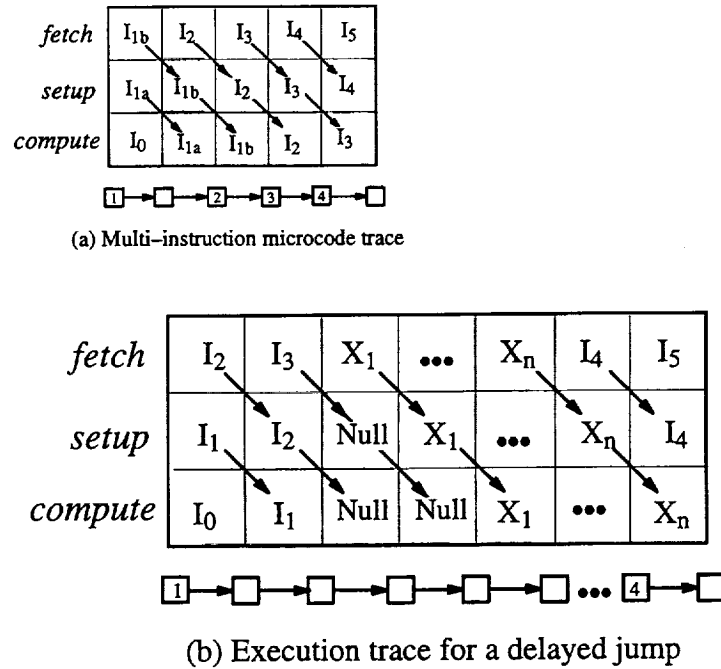 fetch I1b I2 I3 I4 I5
setup I1a I1b I2 I3 I4
compute I0 I1a I1b I2 I3
1 2 3 4
(a) Multi–instruction microcode trace
fetch I2 I3 X1 ••• Xn I4 I5
setup I1 I2 Null X1 ••• Xn I4
compute I0 I1 Null Null X1 ••• Xn
1 ••• 4
(b) Execution trace for a delayed jump